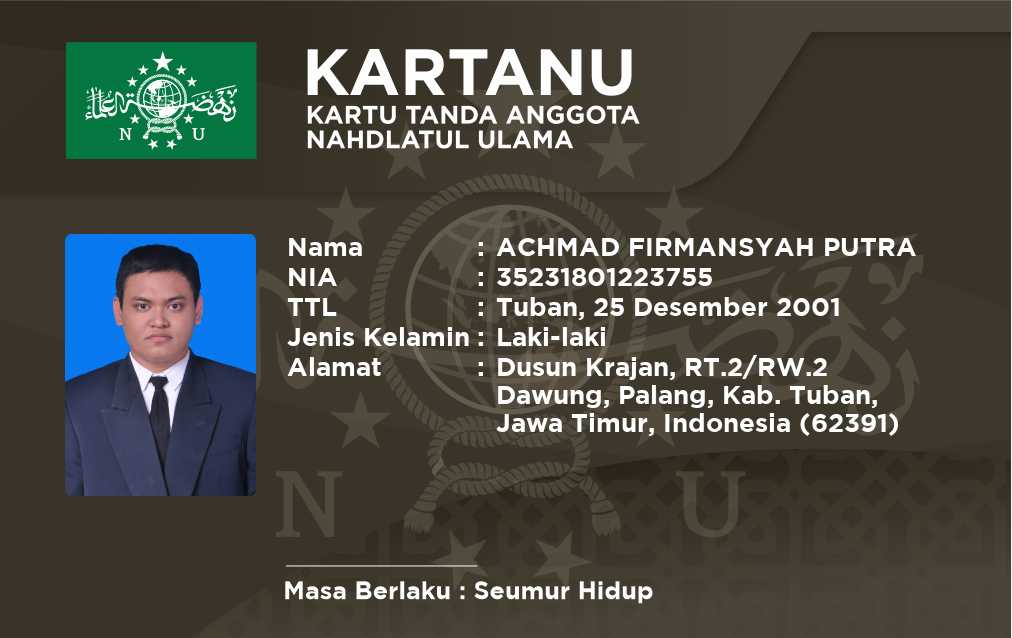 KARTANU
KARTU TANDA ANGGOTA
NAHDLATUL ULAMA
N U
Nama : ACHMAD FIRMANSYAH PUTRA
NIA : 35231801223755
TTL : Tuban, 25 Desember 2001
Jenis Kelamin : Laki-laki
Alamat : Dusun Krajan, RT.2/RW.2
Dawung, Palang, Kab. Tuban,
Jawa Timur, Indonesia (62391)
N U
Masa Berlaku : Seumur Hidup